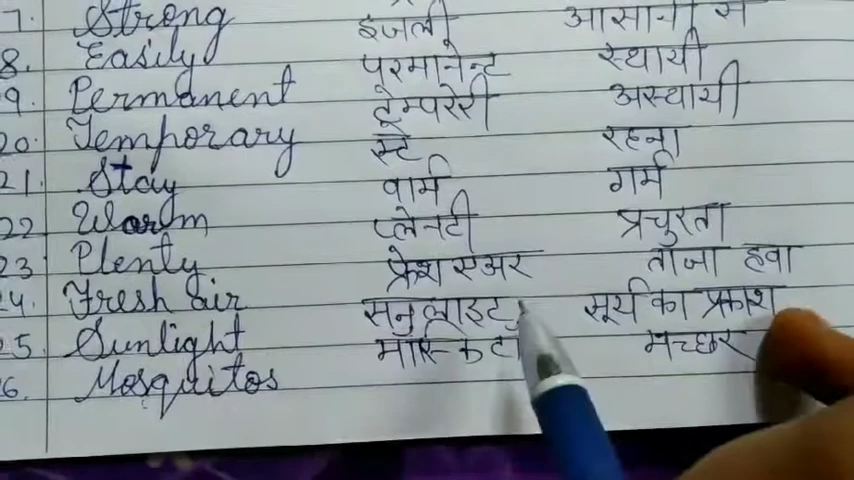 7. Strong
8. Easily इजली आसानी से
9. Permanent परमानेन्ट स्थायी
20. Temporary टेम्परेरी अस्थायी
21. Stay स्टे रहना
22 Warm वार्म गर्म
23 Plenty प्लेनटी प्रचुरता
24. Fresh air फ्रेश एअर ताजा हवा
25. Sunlight सनलाइट सूर्य का प्रकाश
26. Mosquitos मच्छर